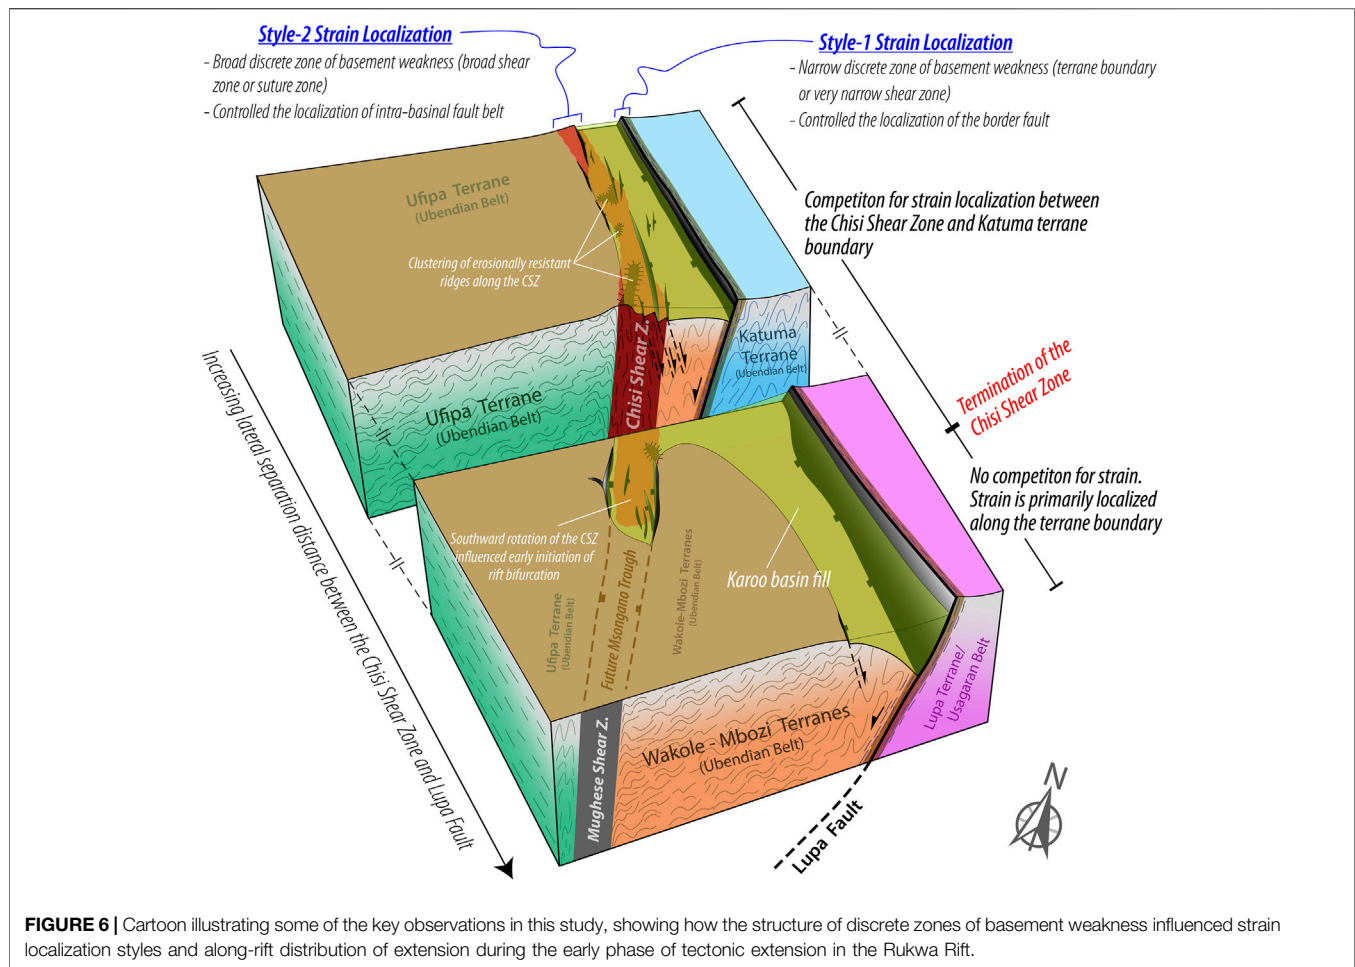 Style-2 Strain Localization
- Broad discrete zone of basement weakness (broad shear
zone or suture zone)
- Controlled the localization of intra-basinal fault belt
Style-1 Strain Localization
- Narrow discrete zone of basement weakness (terrane boundary
or very narrow shear zone)
- Controlled the localization of the border fault
Ufipa Terrane
(Ubendian Belt)
Clustering of erosionally resistant
ridges along the CSZ
Competiton for strain localization between
the Chisi Shear Zone and Katuma terrane
boundary
Ufipa Terrane
(Ubendian Belt)
Chisi Shear Z.
Katuma
Terrane
(Ubendian Belt)
Termination of the
Chisi Shear Zone
No competiton for strain.
Strain is primarily localized
along the terrane boundary
Increasing lateral separation distance between the Chisi Shear Zone and Lupa Fault
Southward rotation of the CSZ
influenced early initiation of
rift bifurcation
Ufipa Terrane
(Ubendian Belt)
Future Msongano Trough
Wakole-Mbozi Terranes
(Ubendian Belt)
Karoo basin fill
Mughese Shear Z.
Wakole - Mbozi Terranes
(Ubendian Belt)
Lupa Terrane/
Usagaran Belt
Lupa Fault
N
FIGURE 6 | Cartoon illustrating some of the key observations in this study, showing how the structure of discrete zones of basement weakness influenced strain
localization styles and along-rift distribution of extension during the early phase of tectonic extension in the Rukwa Rift.